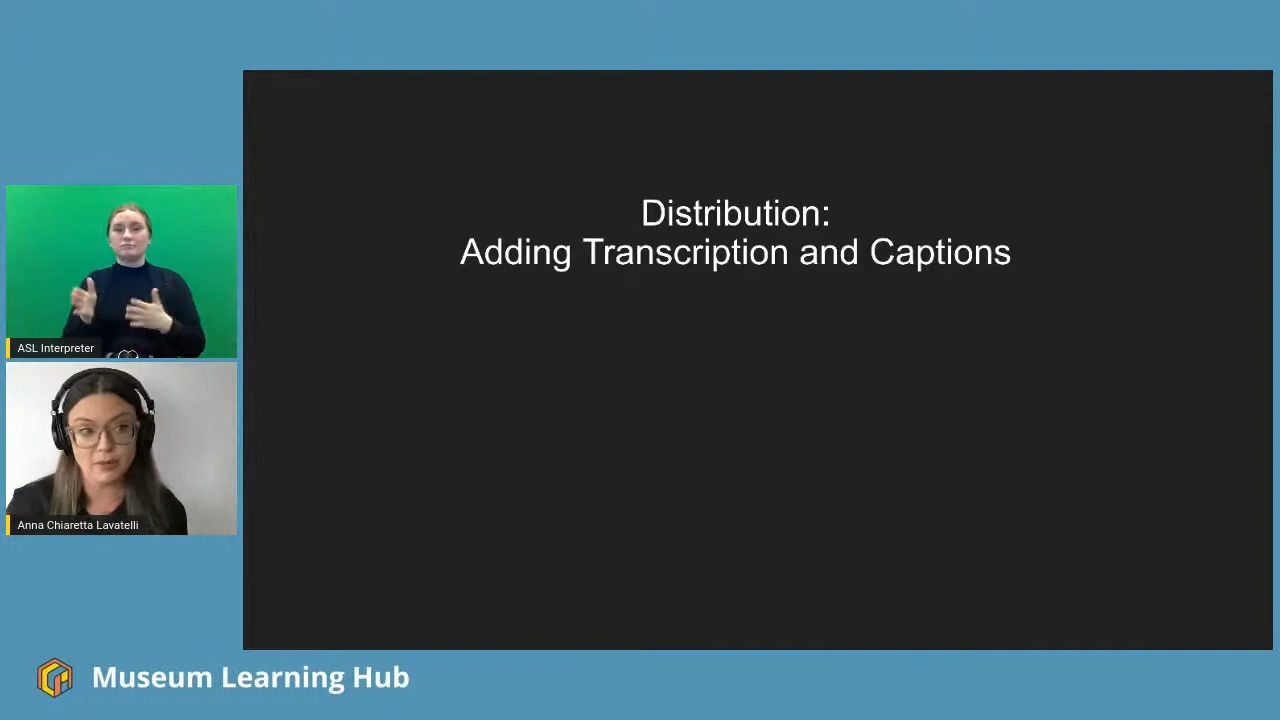 Distribution:
Adding Transcription and Captions
ASL Interpreter
Anna Chiaretta Lavatelli
Museum Learning Hub